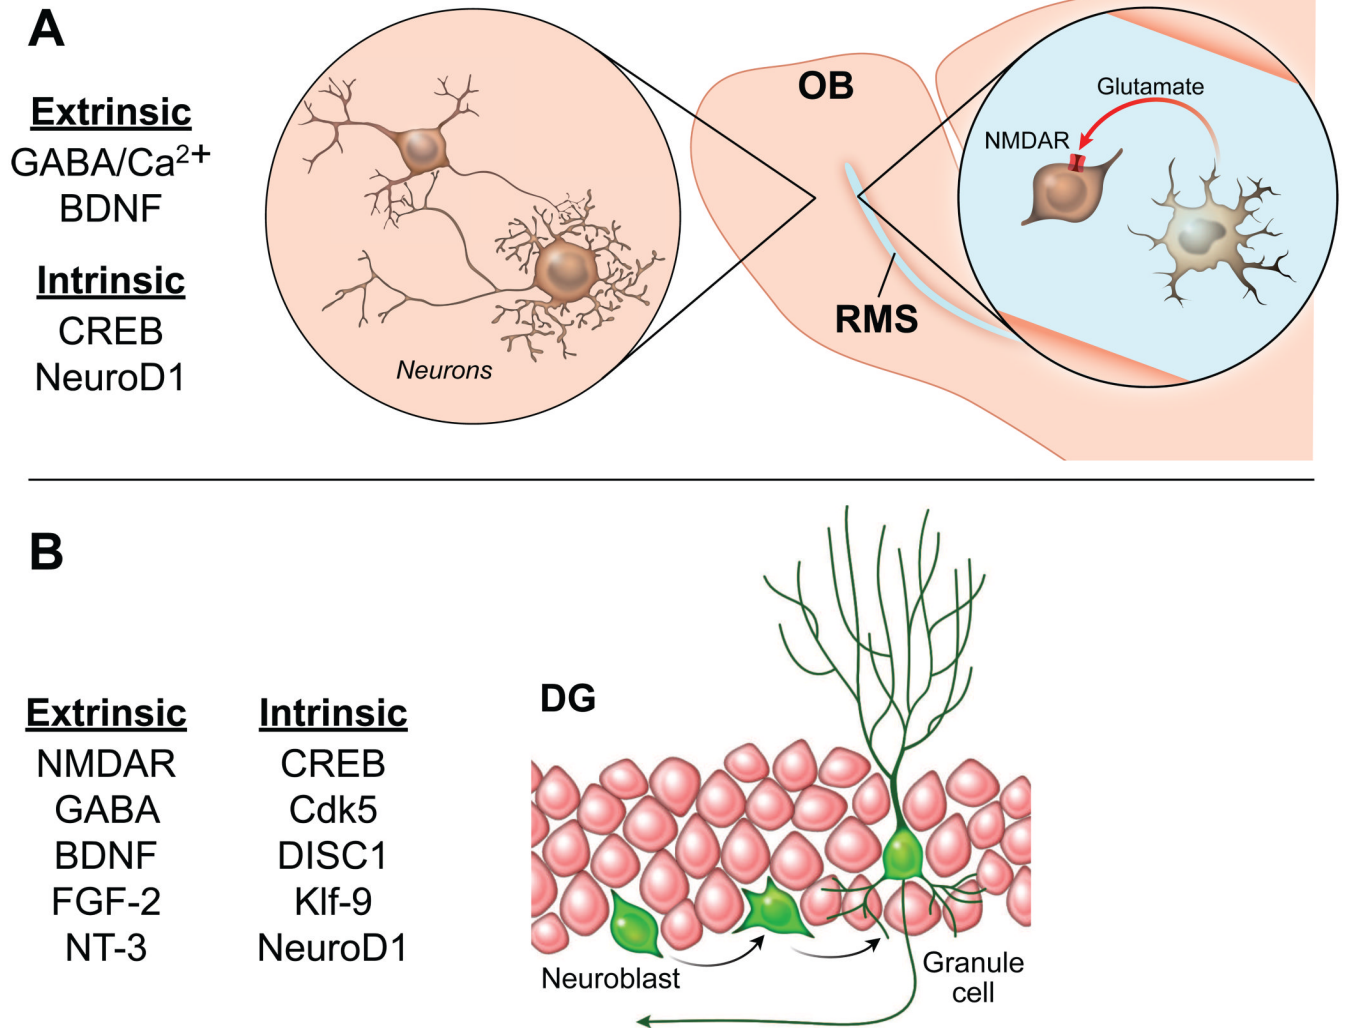 A
Extrinsic
GABA/Ca²⁺
BDNF
Intrinsic
CREB
NeuroD1
Neurons
OB
RMS
Glutamate
NMDAR
B
Extrinsic
NMDAR
GABA
BDNF
FGF-2
NT-3
Intrinsic
CREB
Cdk5
DISC1
Klf-9
NeuroD1
DG
Neuroblast
Granule
cell